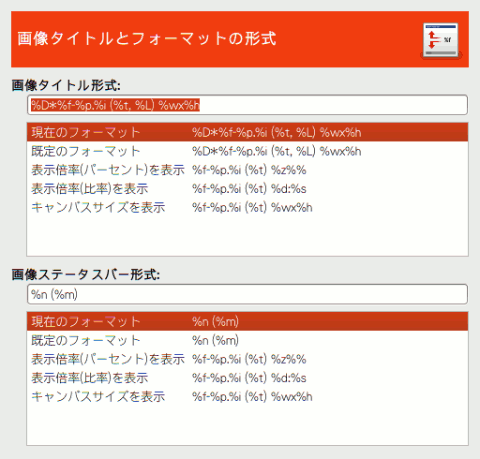 画像タイトルとフォーマットの形式
%f
画像タイトル形式:
%D*%f-%p.%i (%t, %L) %wx%h
現在のフォーマット %D*%f-%p.%i (%t, %L) %wx%h
既定のフォーマット %D*%f-%p.%i (%t, %L) %wx%h
表示倍率(パーセント)を表示 %f-%p.%i (%t) %z%%
表示倍率(比率)を表示 %f-%p.%i (%t) %d:%s
キャンバスサイズを表示 %f-%p.%i (%t) %wx%h
画像ステータスバー形式:
%n (%m)
現在のフォーマット %n (%m)
既定のフォーマット %n (%m)
表示倍率(パーセント)を表示 %f-%p.%i (%t) %z%%
表示倍率(比率)を表示 %f-%p.%i (%t) %d:%s
キャンバスサイズを表示 %f-%p.%i (%t) %wx%h